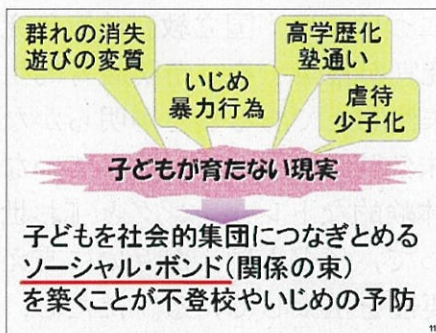 群れの消失
遊びの変質
いじめ
暴力行為
高学歴化
塾通い
虐待
少子化
子どもが育たない現実
子どもを社会的集団につなぎとめる
ソーシャル・ボンド(関係の束)
を築くことが不登校やいじめの予防
11